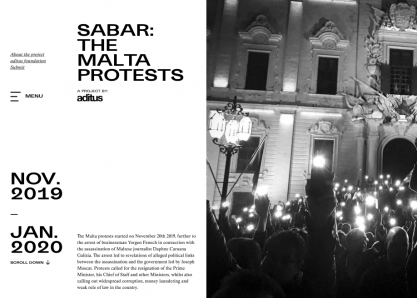 About the project
aditus foundation
Submit
MENU
SABAR:
THE
MALTA
PROTESTS
A PROJECT BY:
aditus
NOV.
2019
–
JAN.
2020
SCROLL DOWN
The Malta protests started on November 20th 2019, further to
the arrest of businessman Yorgen Fenech in connection with
the assassination of Maltese journalist Daphne Caruana
Galizia. The arrest led to revelations of alleged political links
between the assassination and the government led by Joseph
Muscat. Protests called for the resignation of the Prime
Minister, his Chief of Staff and other Ministers, whilst also
calling out widespread corruption, money laundering and
weak rule of law in the country.